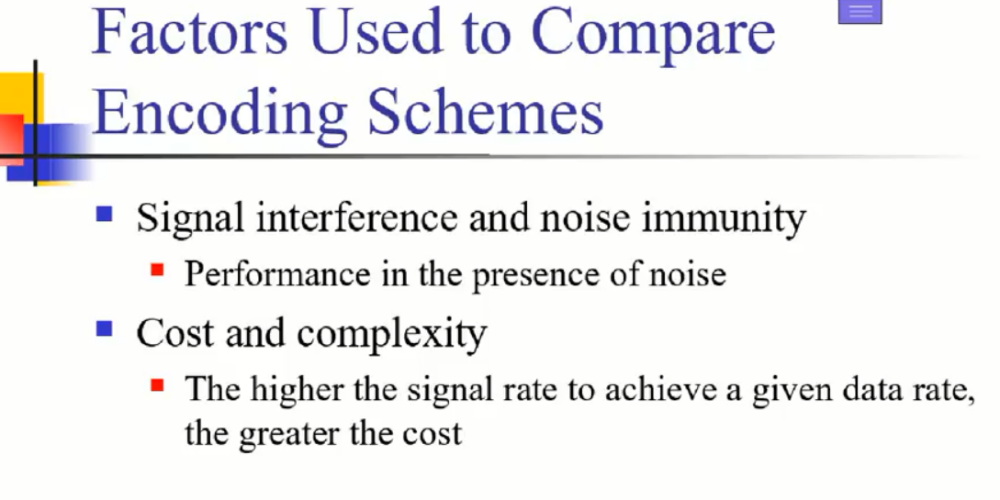 Factors Used to Compare
Encoding Schemes
Signal interference and noise immunity
Performance in the presence of noise
Cost and complexity
The higher the signal rate to achieve a given data rate,
the greater the cost